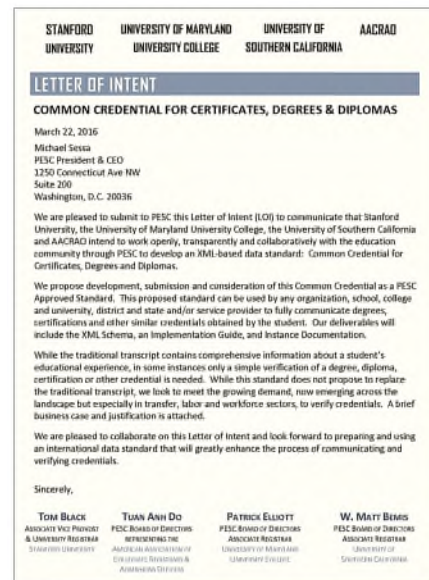 STANFORD UNIVERSITY OF MARYLAND UNIVERSITY OF AACRAO
UNIVERSITY UNIVERSITY COLLEGE SOUTHERN CALIFORNIA
LETTER OF INTENT
COMMON CREDENTIAL FOR CERTIFICATES, DEGREES & DIPLOMAS
March 22, 2016
Michael Sessa
PESC President & CEO
1250 Connecticut Ave NW
Suite 200
Washington, D.C. 20036
We are pleased to submit to PESC this Letter of Intent (LOI) to communicate that Stanford
University, the University of Maryland University College, the University of Southern California
and AACRAO intend to work openly, transparently and collaboratively with the education
community through PESC to develop an XML-based data standard: Common Credential for
Certificates, Degrees and Diplomas.
We propose development, submission and consideration of this Common Credential as a PESC
Approved Standard. This proposed standard can be used by any organization, school, college
and university, district and state and/or service provider to fully communicate degrees,
certifications and other similar credentials obtained by the student. Our deliverables will
include the XML Schema, an Implementation Guide, and Instance Documentation.
While the traditional transcript contains comprehensive information about a student's
educational experience, in some instances only a simple verification of a degree, diploma,
certification or other credential is needed. While this standard does not propose to replace
the traditional transcript, we look to meet the growing demand, now emerging across the
landscape but especially in transfer, labor and workforce sectors, to verify credentials. A brief
business case and justification is attached.
We are pleased to collaborate on this Letter of Intent and look forward to preparing and using
an international data standard that will greatly enhance the process of communicating and
verifying credentials.
Sincerely,
TOM BLACK TUAN ANH DO PATRICK ELLIOTT W. MATT BEMIS
ASSOCIATE VICE PROVOST PESC BOARD OF DIRECTORS PESC BOARD OF DIRECTORS PESC BOARD OF DIRECTORS
& UNIVERSITY REGISTRAR REPRESENTING THE ASSOCIATE REGISTRAR ASSOCIATE REGISTRAR
STANFORD UNIVERSITY AMERICAN ASSOCIATION OF UNIVERSITY OF MARYLAND UNIVERSITY OF
COLLEGIATE REGISTRARS & UNIVERSITY COLLEGE SOUTHERN CALIFORNIA
ADMISSIONS OFFICERS